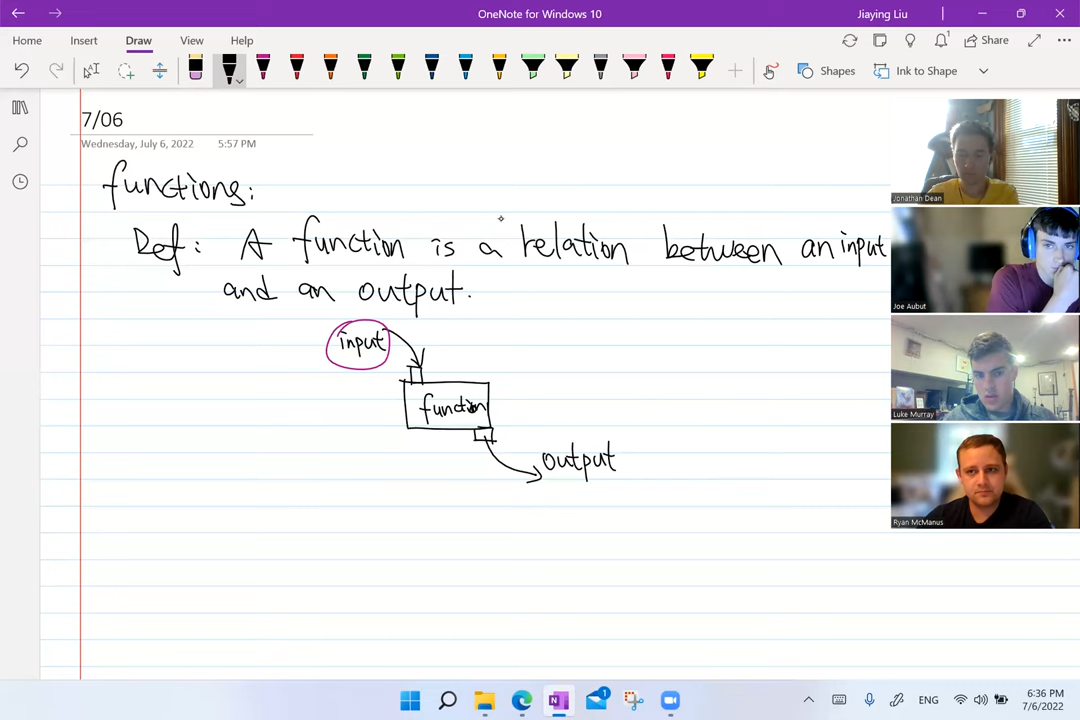 OneNote for Windows 10
Jiaying Liu
Home Insert Draw View Help
Share
Shapes
Ink to Shape
7/06
Wednesday, July 6, 2022 5:57 PM
functions:
Def: A function is a relation between an input
and an output.
input
function
output
Jonathan Dean
Joe Aubut
Luke Murray
Ryan McManus
1
ENG
6:36 PM
7/6/2022